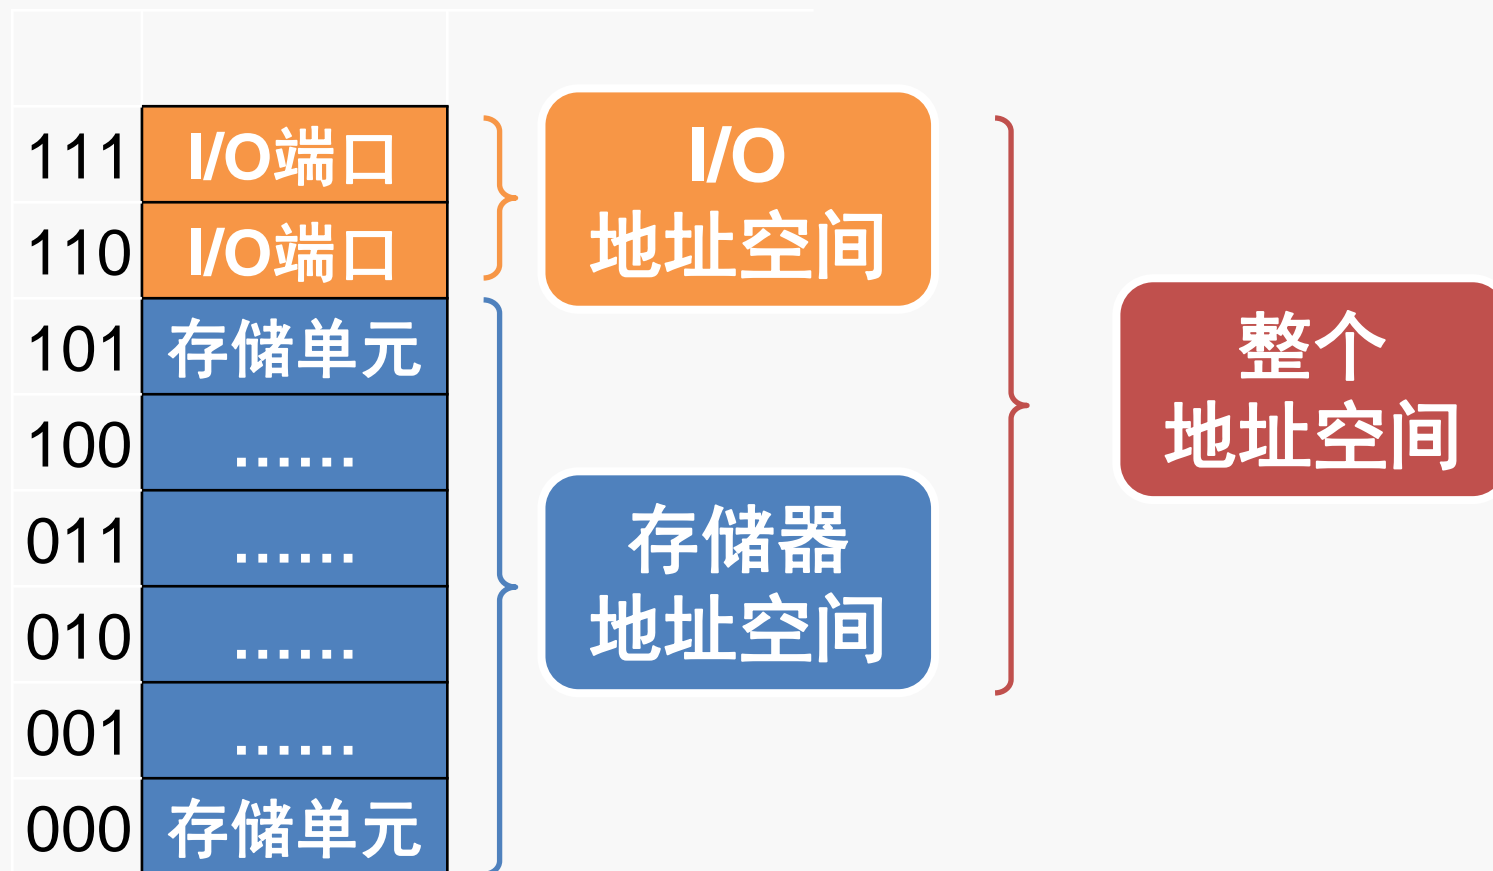 111 I/O端口
110 I/O端口
101 存储单元
100 ……
011 ……
010 ……
001 ……
000 存储单元
I/O
地址空间
存储器
地址空间
整个
地址空间